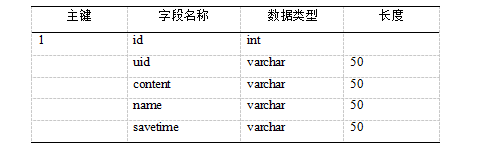 主键 字段名称 数据类型 长度
1 id int
uid varchar 50
content varchar 50
name varchar 50
savetime varchar 50